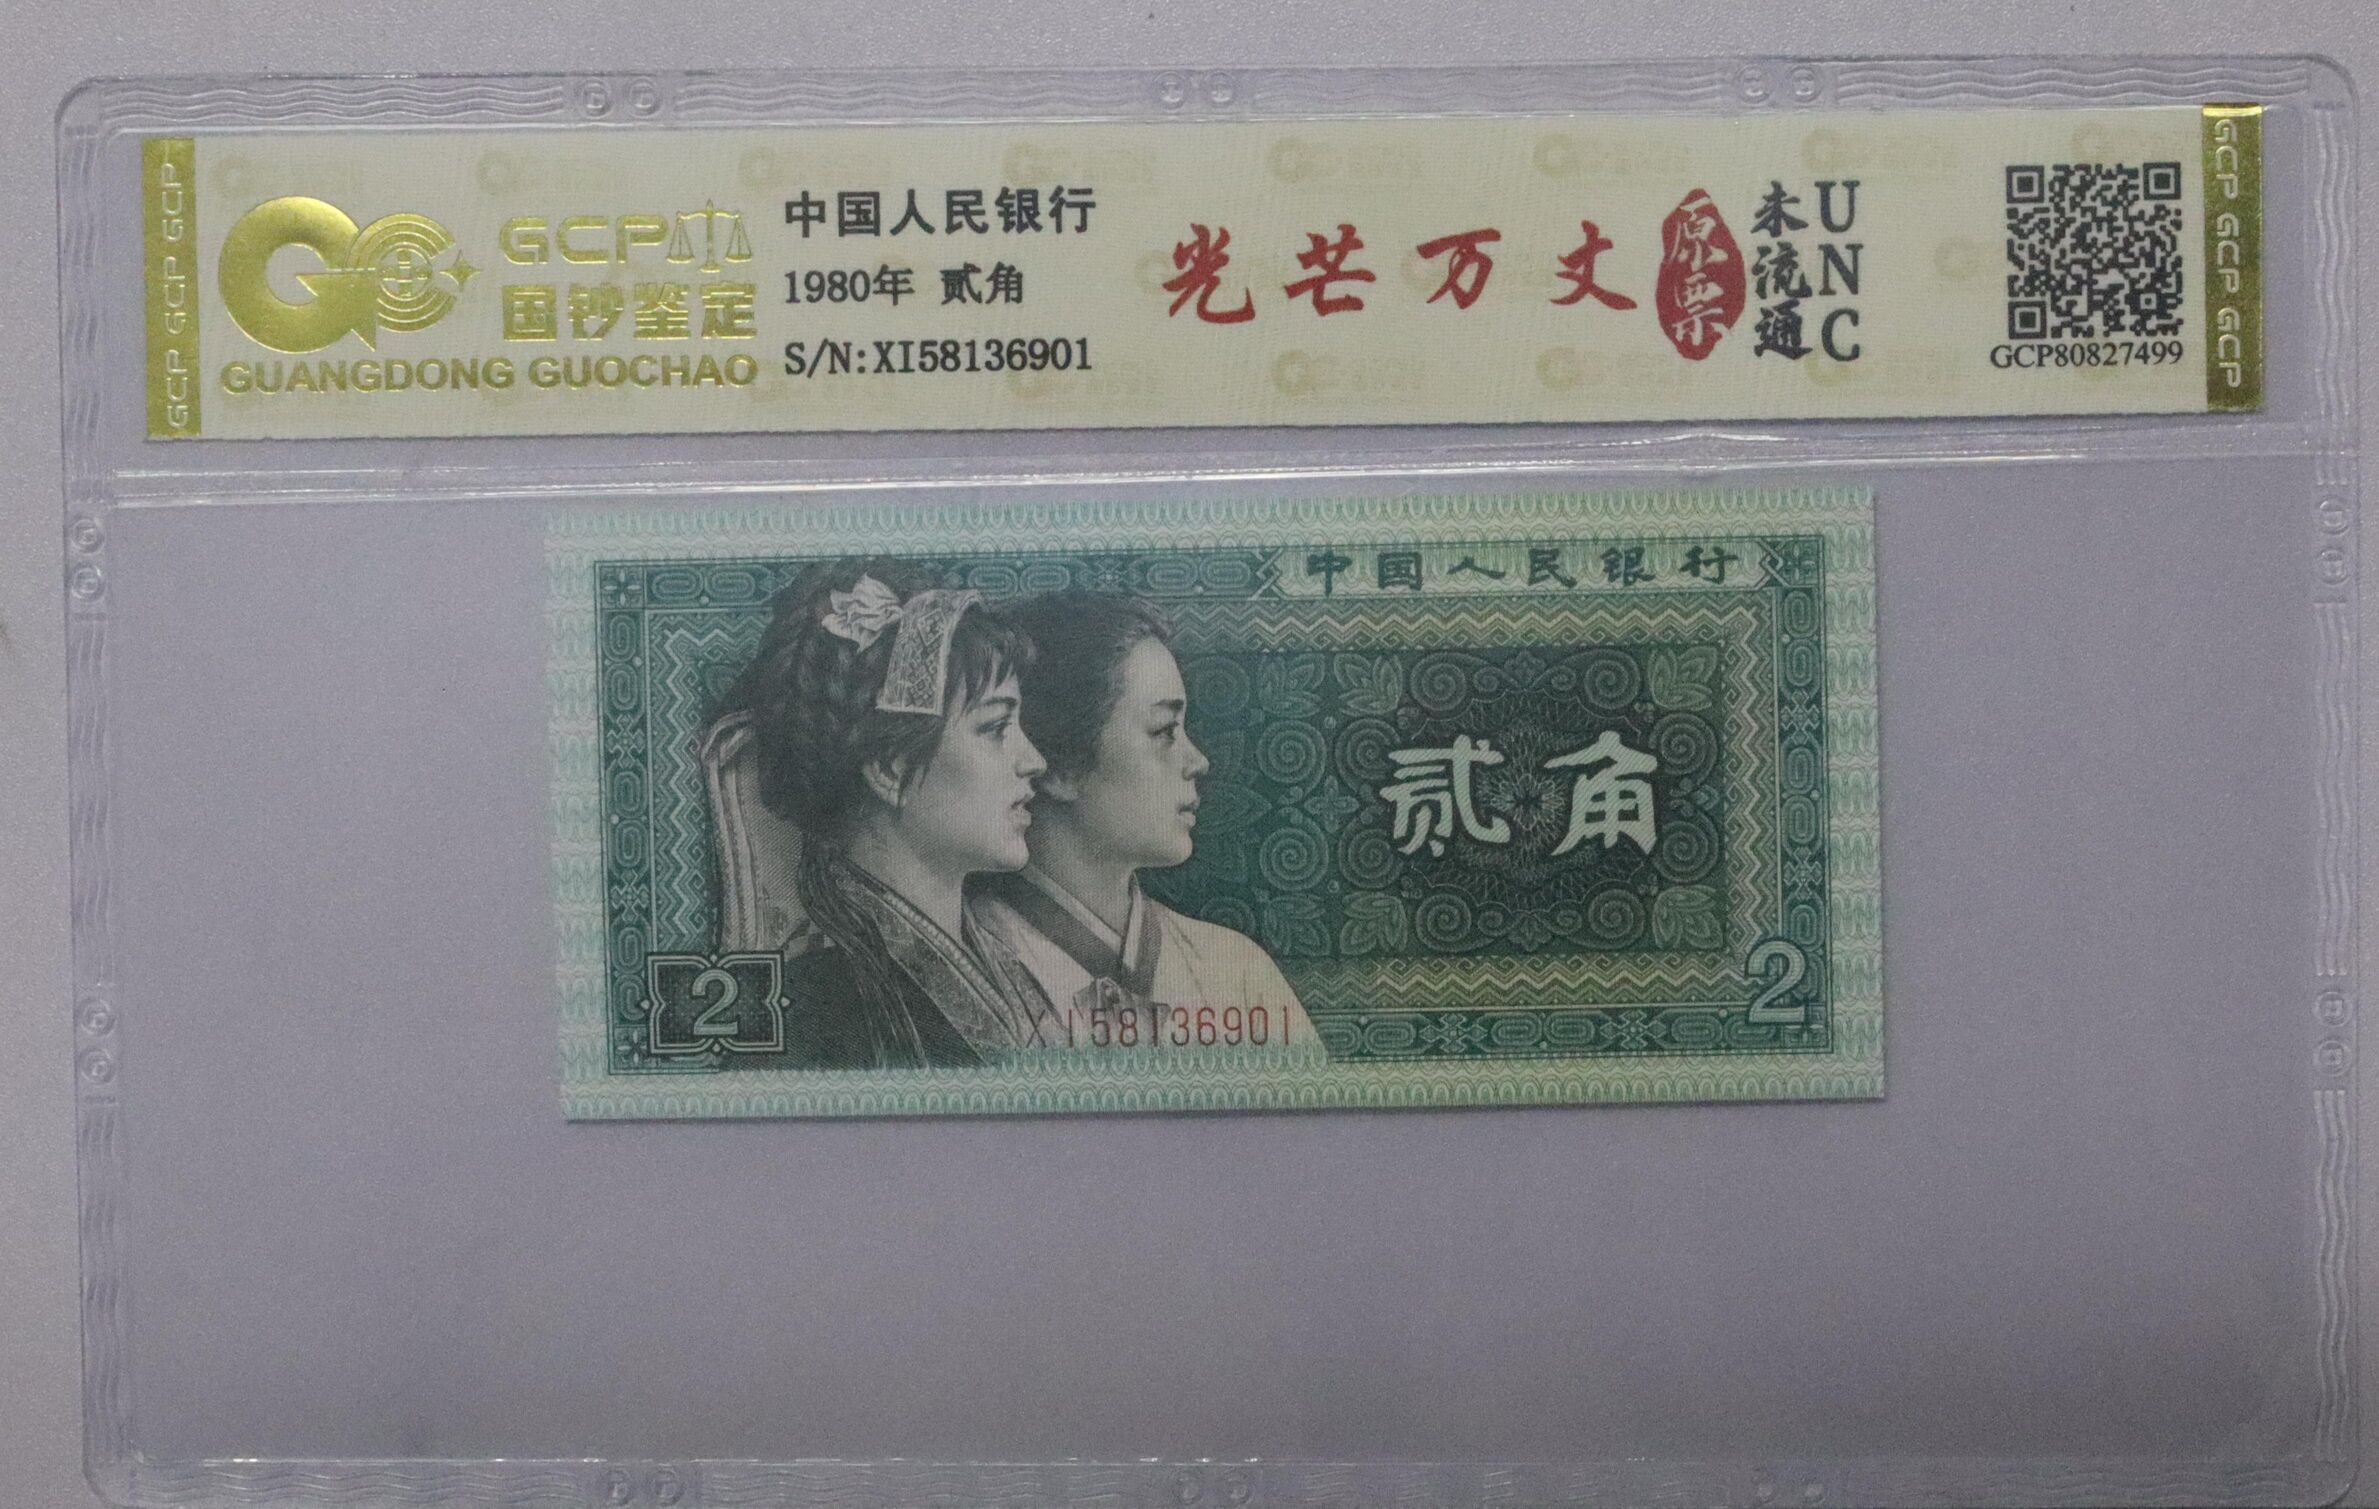 GCP GCP GCP
GCP
国钞鉴定
GUANGDONG GUOCHAO
中国人民银行
1980年 贰角
S/N:XI58136901
光芒万丈
原票
未流通
UNC
GCP80827499
GCP GCP GCP
中国人民银行
贰角
2
2
XI58136901